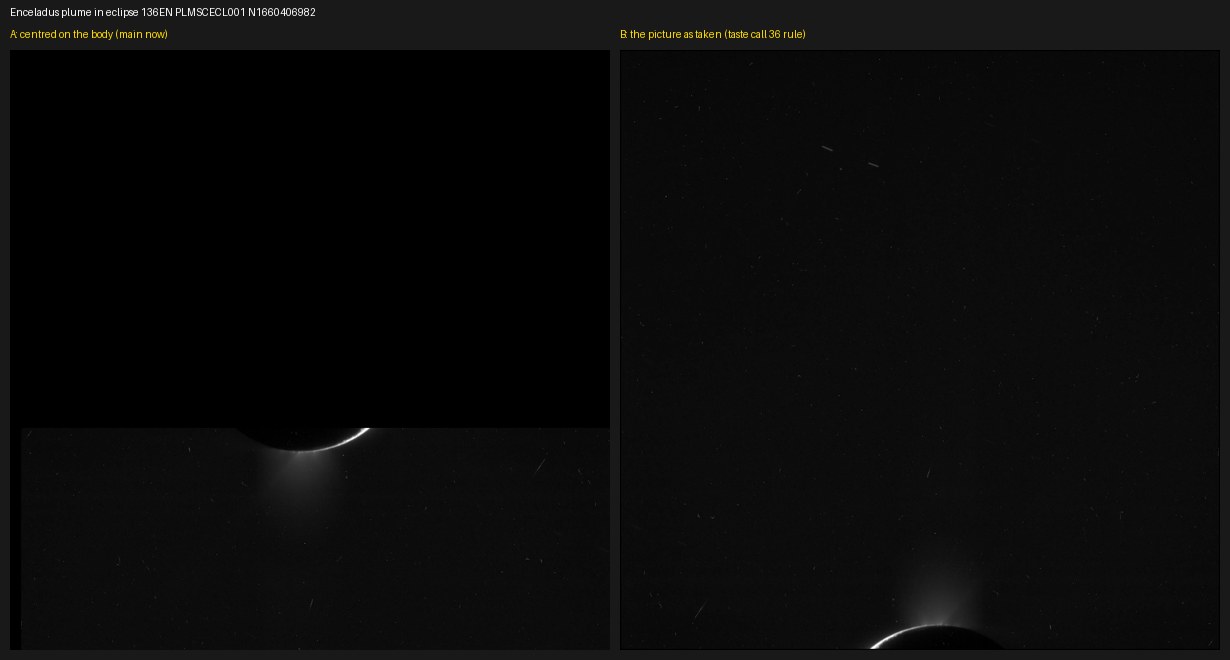 Enceladus plume in eclipse 136EN PLMSCECL001 N1660406982
A: centred on the body (main now)
B: the picture as taken (taste call 36 rule)